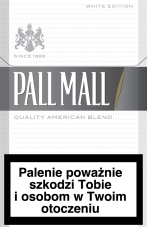 WHITE EDITION
SINCE 1899
PALL MALL
QUALITY AMERICAN BLEND
Palenie poważnie
szkodzi Tobie
i osobom w Twoim
otoczeniu